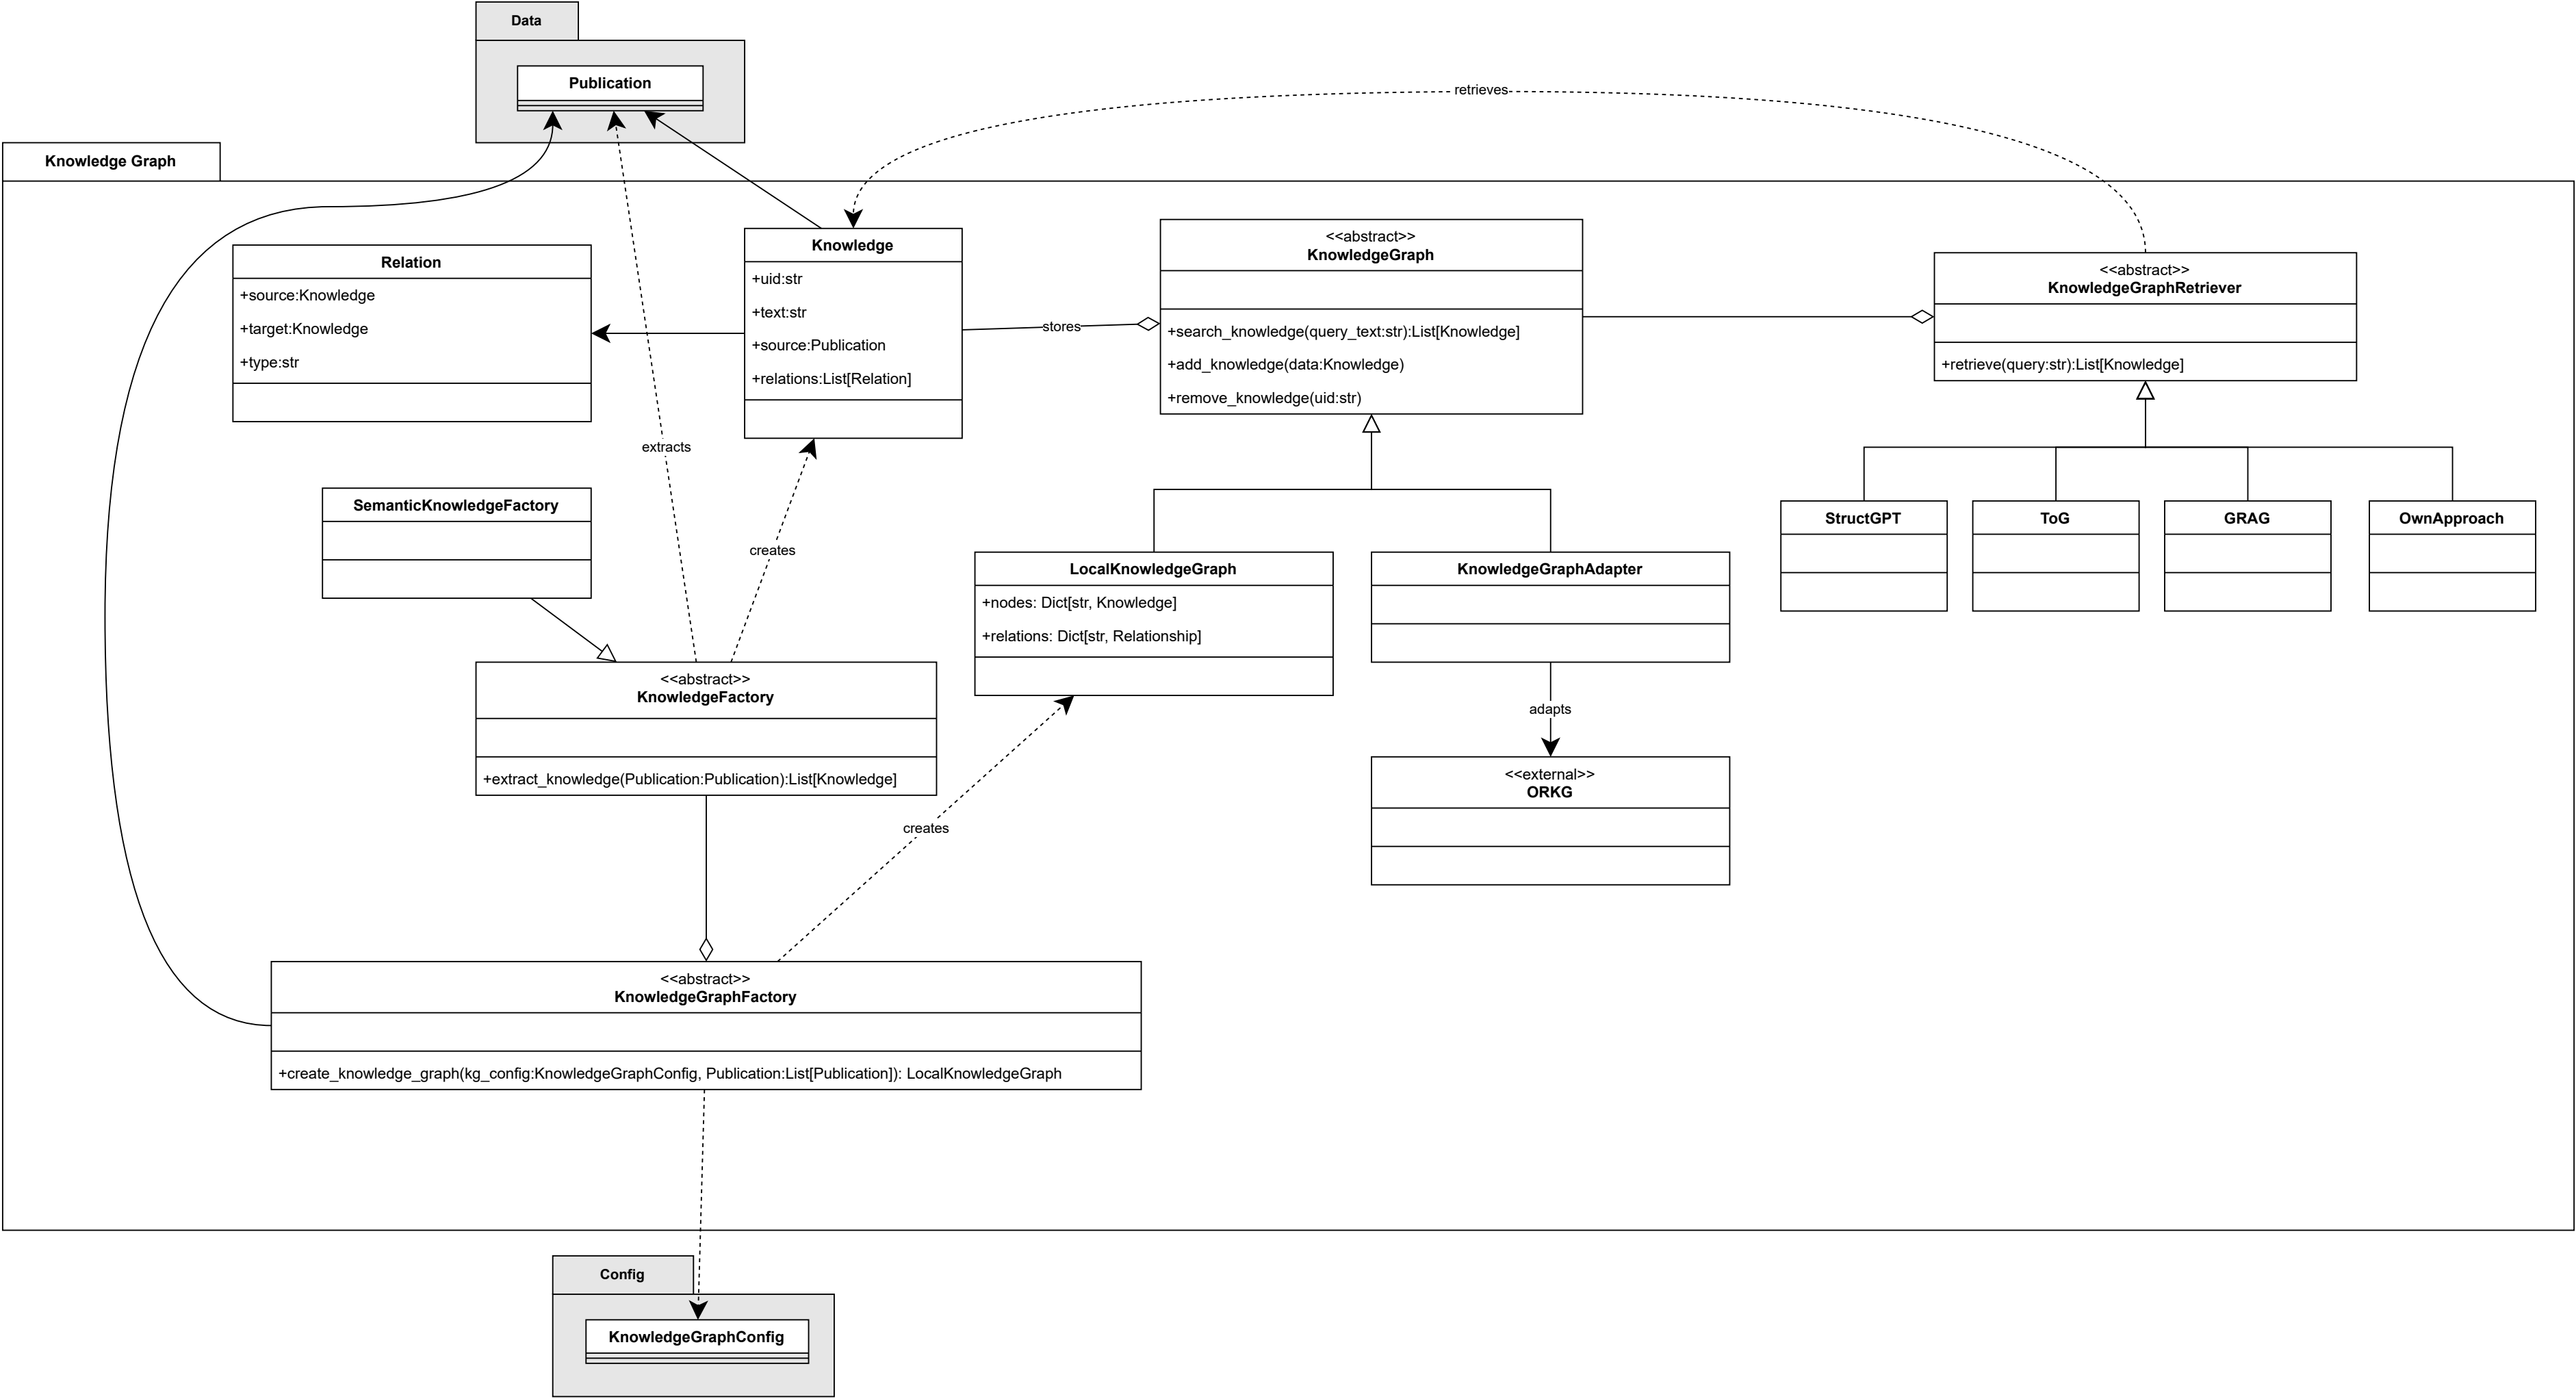 Data
Publication
retrieves
Knowledge Graph
Relation
+source:Knowledge
+target:Knowledge
+type:str
Knowledge
+uid:str
+text:str
+source:Publication
+relations:List[Relation]
stores
<<abstract>>
KnowledgeGraph
+search_knowledge(query_text:str):List[Knowledge]
+add_knowledge(data:Knowledge)
+remove_knowledge(uid:str)
<<abstract>>
KnowledgeGraphRetriever
+retrieve(query:str):List[Knowledge]
extracts
SemanticKnowledgeFactory
creates
StructGPT
ToG
GRAG
OwnApproach
LocalKnowledgeGraph
+nodes: Dict[str, Knowledge]
+relations: Dict[str, Relationship]
KnowledgeGraphAdapter
<<abstract>>
KnowledgeFactory
+extract_knowledge(Publication:Publication):List[Knowledge]
adapts
<<external>>
ORKG
creates
<<abstract>>
KnowledgeGraphFactory
+create_knowledge_graph(kg_config:KnowledgeGraphConfig, Publication:List[Publication]): LocalKnowledgeGraph
Config
KnowledgeGraphConfig